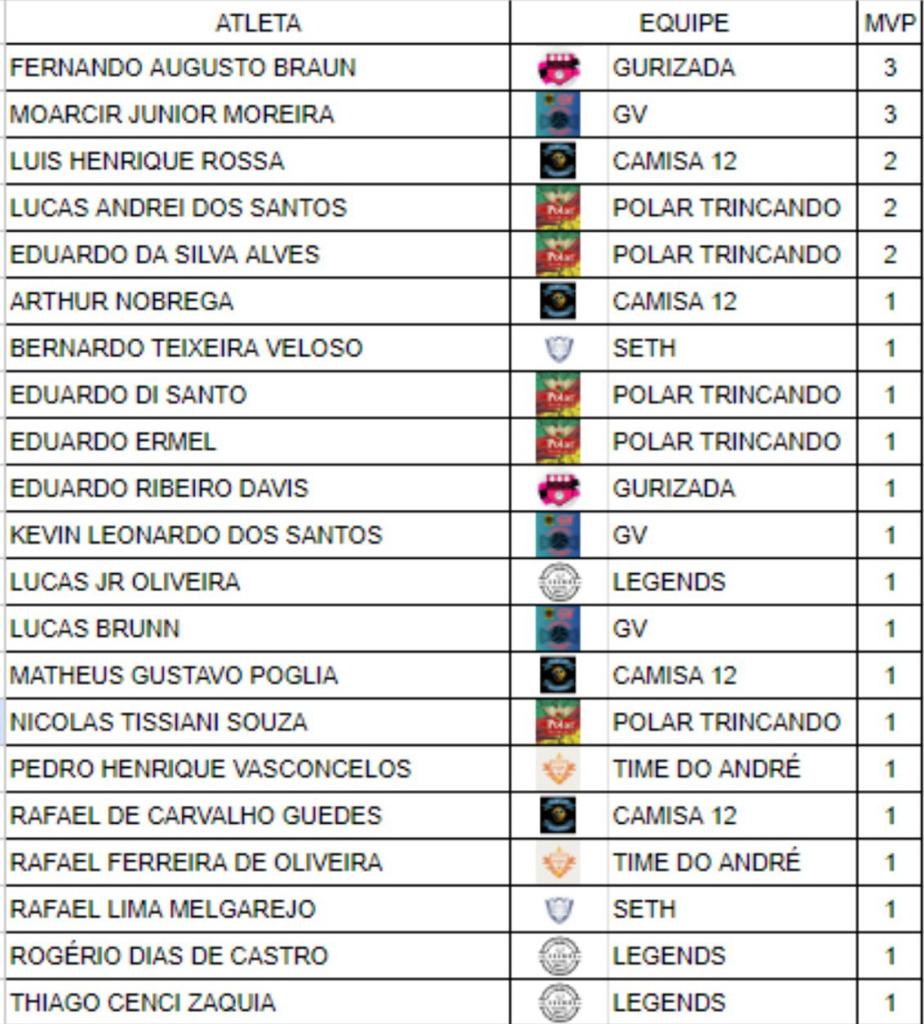 ATLETA EQUIPE MVP
FERNANDO AUGUSTO BRAUN GURIZADA 3
MOARCIR JUNIOR MOREIRA GV 3
LUIS HENRIQUE ROSSA CAMISA 12 2
LUCAS ANDREI DOS SANTOS Polar POLAR TRINCANDO 2
EDUARDO DA SILVA ALVES Polar POLAR TRINCANDO 2
ARTHUR NOBREGA CAMISA 12 1
BERNARDO TEIXEIRA VELOSO SETH 1
EDUARDO DI SANTO Polar POLAR TRINCANDO 1
EDUARDO ERMEL Polar POLAR TRINCANDO 1
EDUARDO RIBEIRO DAVIS GURIZADA 1
KEVIN LEONARDO DOS SANTOS GV 1
LUCAS JR OLIVEIRA LEGENDS 1
LUCAS BRUNN GV 1
MATHEUS GUSTAVO POGLIA CAMISA 12 1
NICOLAS TISSIANI SOUZA Polar POLAR TRINCANDO 1
PEDRO HENRIQUE VASCONCELOS TIME DO ANDRÉ 1
RAFAEL DE CARVALHO GUEDES CAMISA 12 1
RAFAEL FERREIRA DE OLIVEIRA TIME DO ANDRÉ 1
RAFAEL LIMA MELGAREJO SETH 1
ROGÉRIO DIAS DE CASTRO LEGENDS 1
THIAGO CENCI ZAQUIA LEGENDS 1